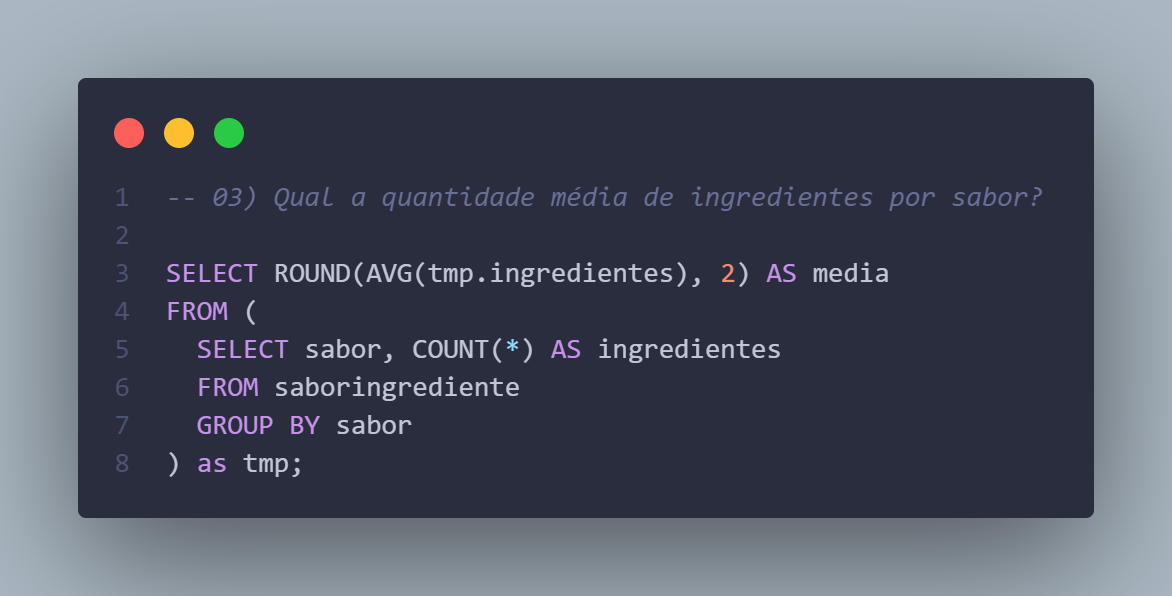 1 -- 03) Qual a quantidade média de ingredientes por sabor?
2
3 SELECT ROUND(AVG(tmp.ingredientes), 2) AS media
4 FROM (
5   SELECT sabor, COUNT(*) AS ingredientes
6   FROM saboringrediente
7   GROUP BY sabor
8 ) as tmp;